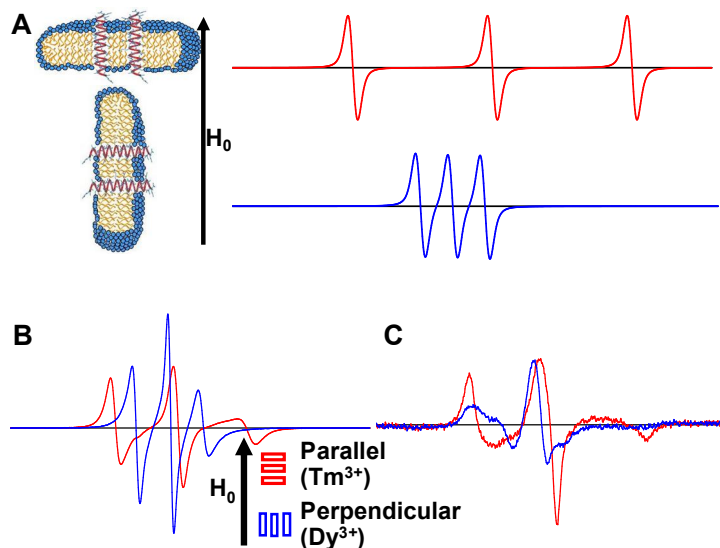 A
H0
B
C
H0
Parallel
(Tm3+)
Perpendicular
(Dy3+)